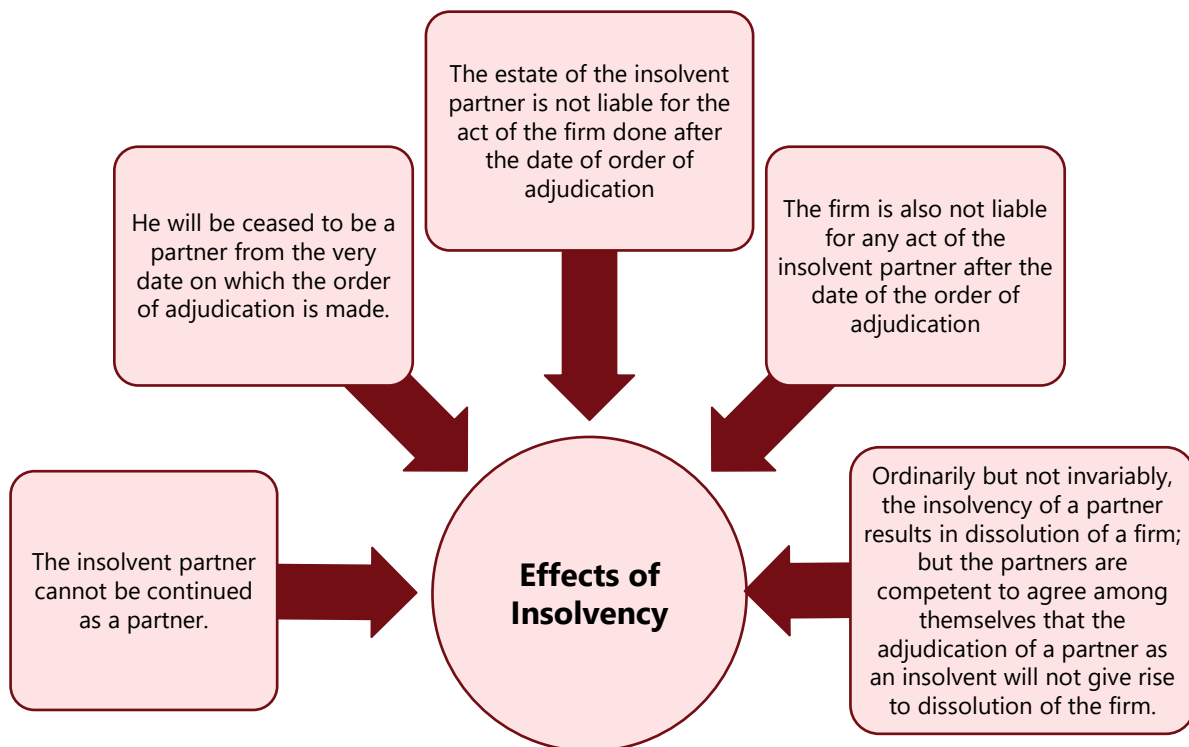 The insolvent partner
cannot be continued
as a partner.
He will be ceased to be a
partner from the very
date on which the order
of adjudication is made.
The estate of the insolvent
partner is not liable for the
act of the firm done after
the date of order of
adjudication
The firm is also not liable
for any act of the
insolvent partner after the
date of the order of
adjudication
Ordinarily but not invariably,
the insolvency of a partner
results in dissolution of a firm;
but the partners are
competent to agree among
themselves that the
adjudication of a partner as
an insolvent will not give rise
to dissolution of the firm.
Effects of
Insolvency